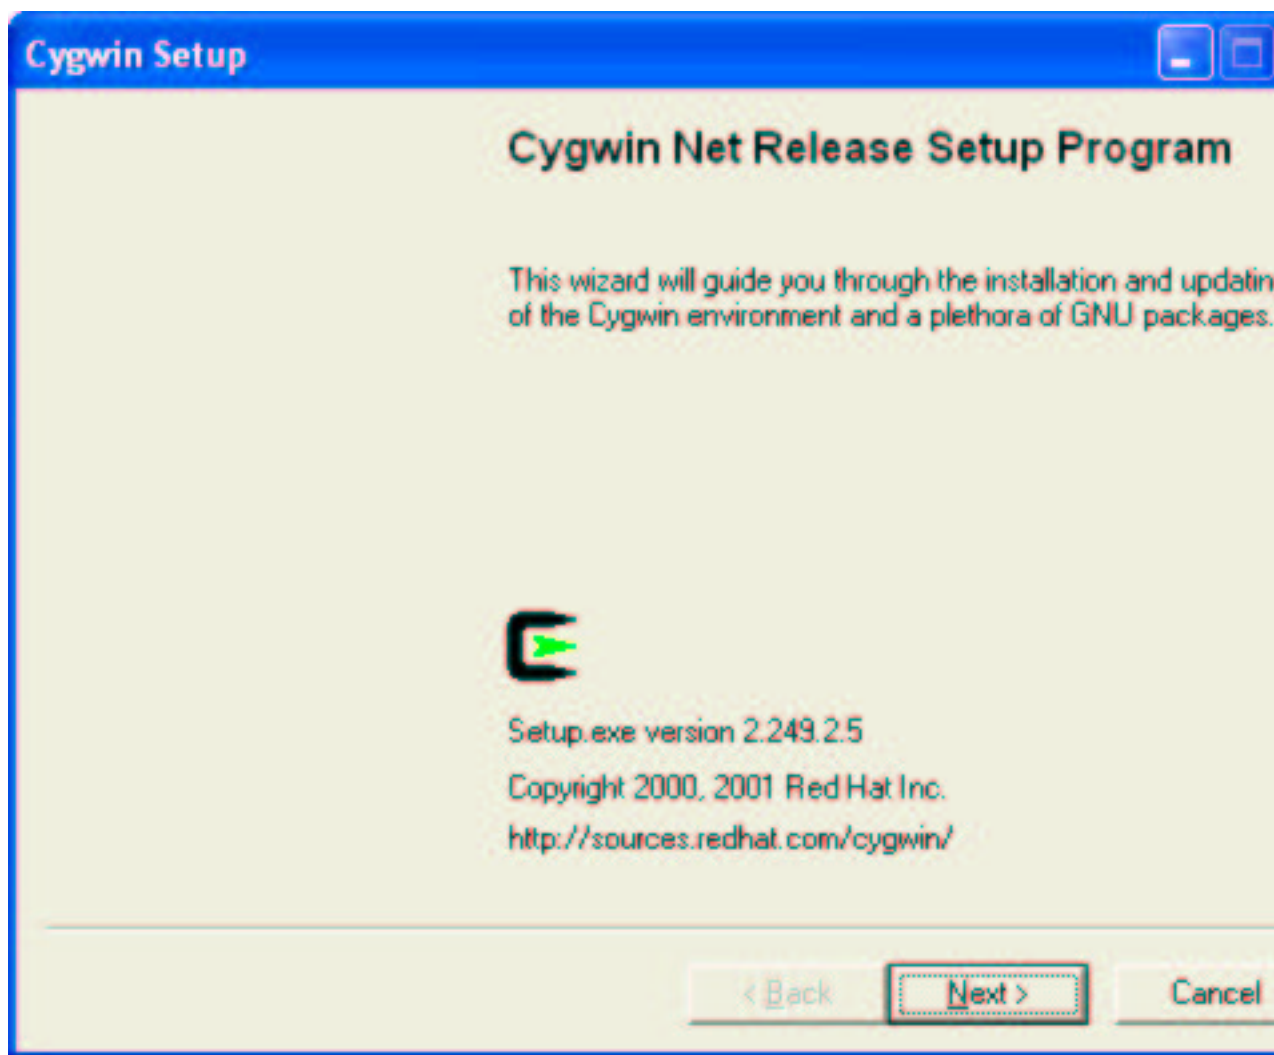 Cygwin Setup
Cygwin Net Release Setup Program
This wizard will guide you through the installation and updatin
of the Cygwin environment and a plethora of GNU packages.
Setup.exe version 2.249.2.5
Copyright 2000, 2001 Red Hat Inc.
http://sources.redhat.com/cygwin/
< Back Next > Cancel